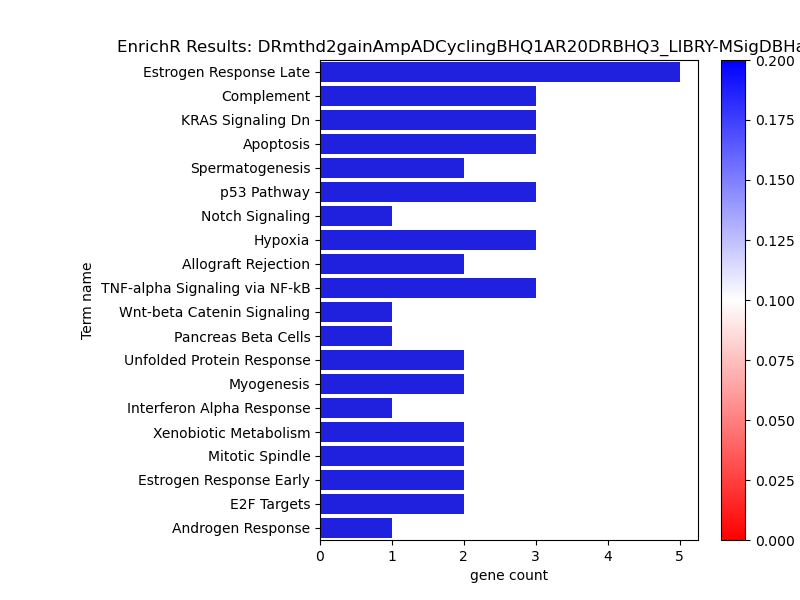 EnrichR Results: DRmthd2gainAmpADCyclingBHQ1AR20DRBHQ3_LIBRY-MSigDBHa
Estrogen Response Late
Complement
KRAS Signaling Dn
Apoptosis
Spermatogenesis
p53 Pathway
Notch Signaling
Hypoxia
Allograft Rejection
TNF-alpha Signaling via NF-kB
Wnt-beta Catenin Signaling
Pancreas Beta Cells
Unfolded Protein Response
Myogenesis
Interferon Alpha Response
Xenobiotic Metabolism
Mitotic Spindle
Estrogen Response Early
E2F Targets
Androgen Response
Term name
0 1 2 3 4 5
gene count
0.200
0.175
0.150
0.125
0.100
0.075
0.050
0.025
0.000